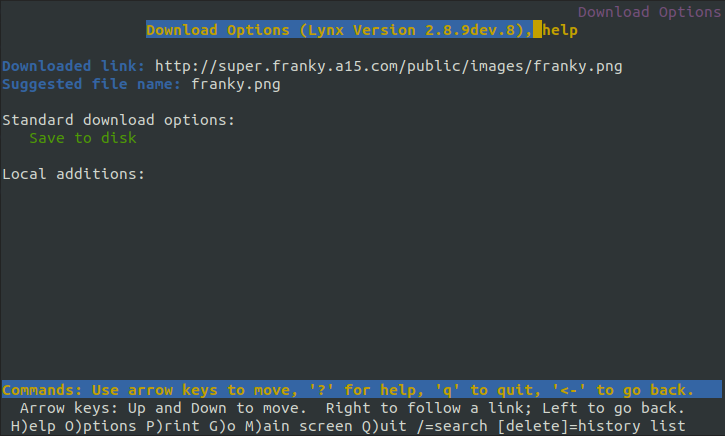 Download Options
Download Options (Lynx Version 2.8.9dev.8), help
Downloaded link: http://super.franky.a15.com/public/images/franky.png
Suggested file name: franky.png
Standard download options:
Save to disk
Local additions:
Commands: Use arrow keys to move, '?' for help, 'q' to quit, '<-' to go back.
Arrow keys: Up and Down to move.  Right to follow a link; Left to go back.
H)elp O)ptions P)rint G)o M)ain screen Q)uit /=search [delete]=history list